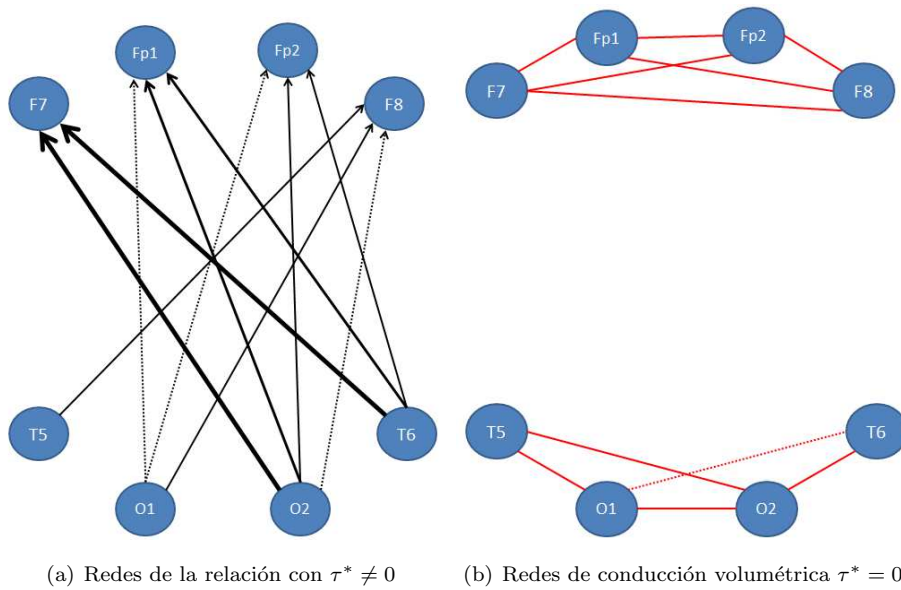 Fp1
Fp2
F7
F8
T5
T6
O1
O2
(a) Redes de la relación con τ* ≠ 0
Fp1
Fp2
F7
F8
T5
T6
O1
O2
(b) Redes de conducción volumétrica τ* = 0